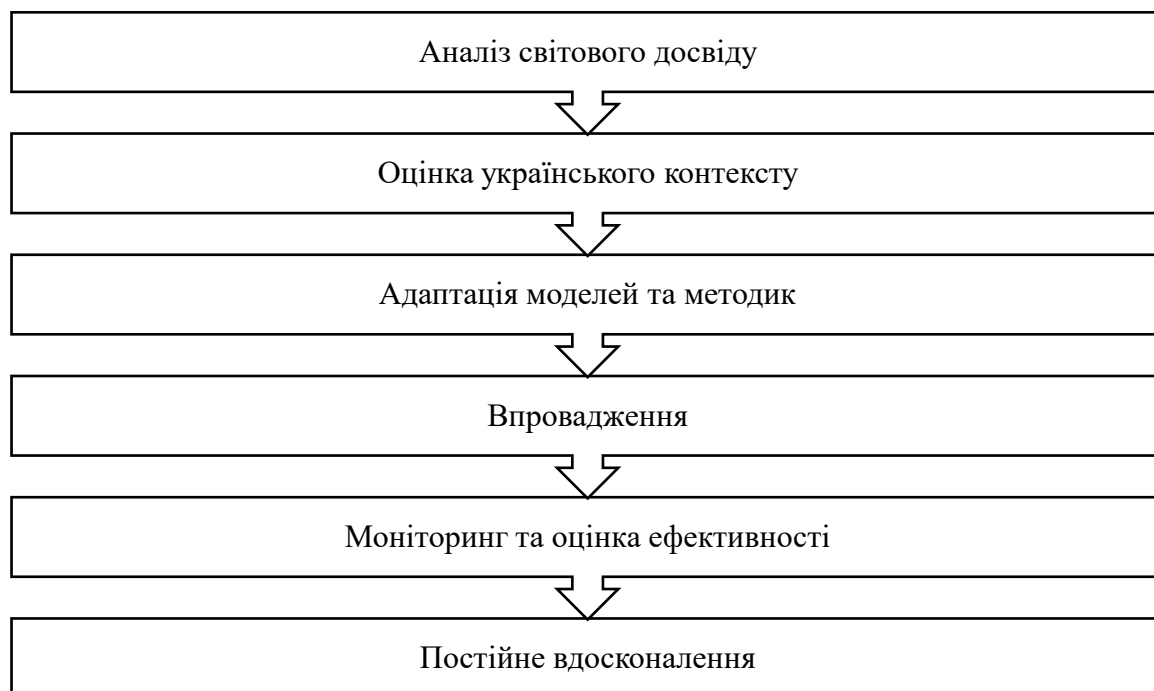 Аналіз світового досвіду
Оцінка українського контексту
Адаптація моделей та методик
Впровадження
Моніторинг та оцінка ефективності
Постійне вдосконалення